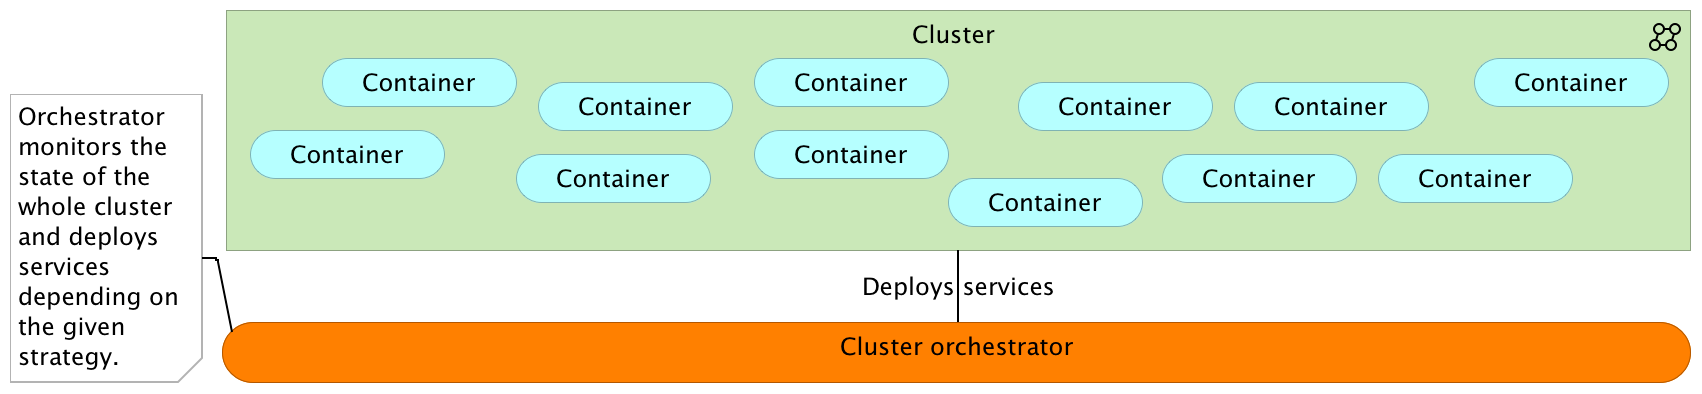 Cluster
Container
Container
Container
Container
Container
Container
Container
Container
Container
Container
Container
Container
Orchestrator
monitors the
state of the
whole cluster
and deploys
services
depending on
the given
strategy.
Deploys services
Cluster orchestrator